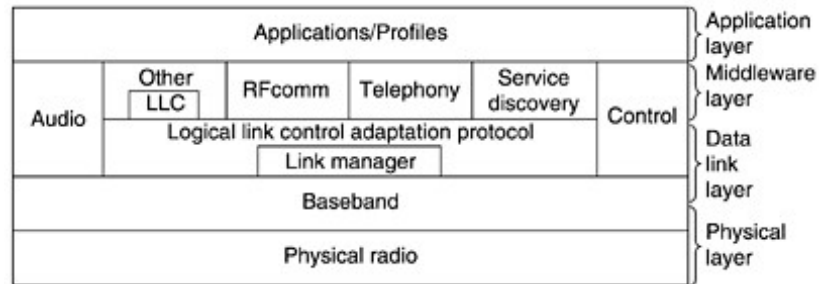 Applications/Profiles
Application
layer
Other
LLC
RFcomm
Telephony
Service
discovery
Audio
Control
Middleware
layer
Logical link control adaptation protocol
Link manager
Data
link
layer
Baseband
Physical radio
Physical
layer